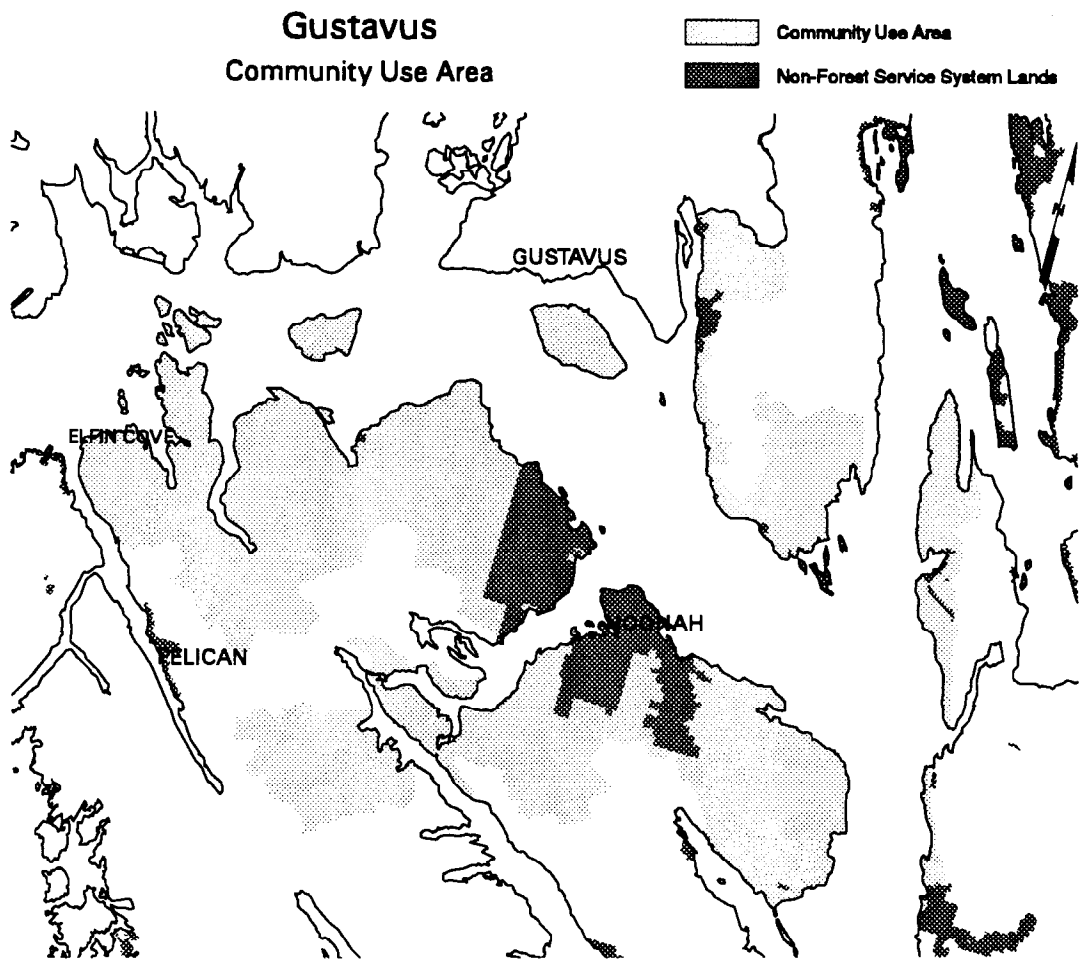 Gustavus
Community Use Area
Community Use Area
Non-Forest Service System Lands
N
GUSTAVUS
ELFIN COVE
HOONAH
PELICAN